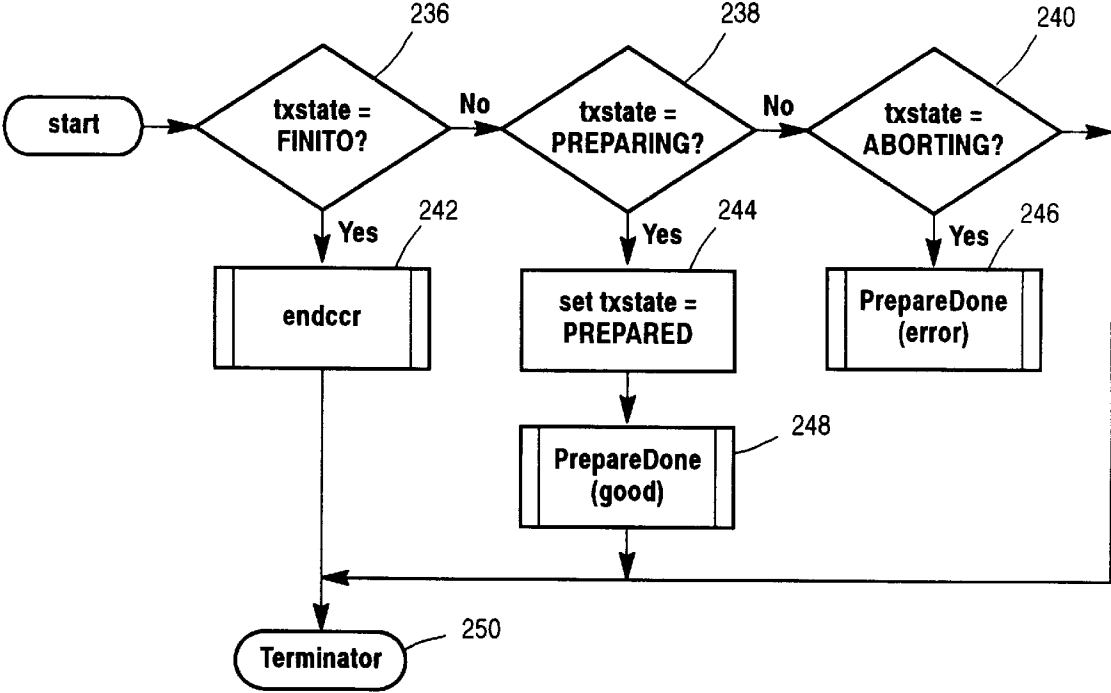 236
238
240
start
txstate =
FINITO?
No
txstate =
PREPARING?
No
txstate =
ABORTING?
Yes
242
Yes
244
Yes
246
endccr
set txstate =
PREPARED
PrepareDone
(error)
PrepareDone
(good)
248
Terminator
250